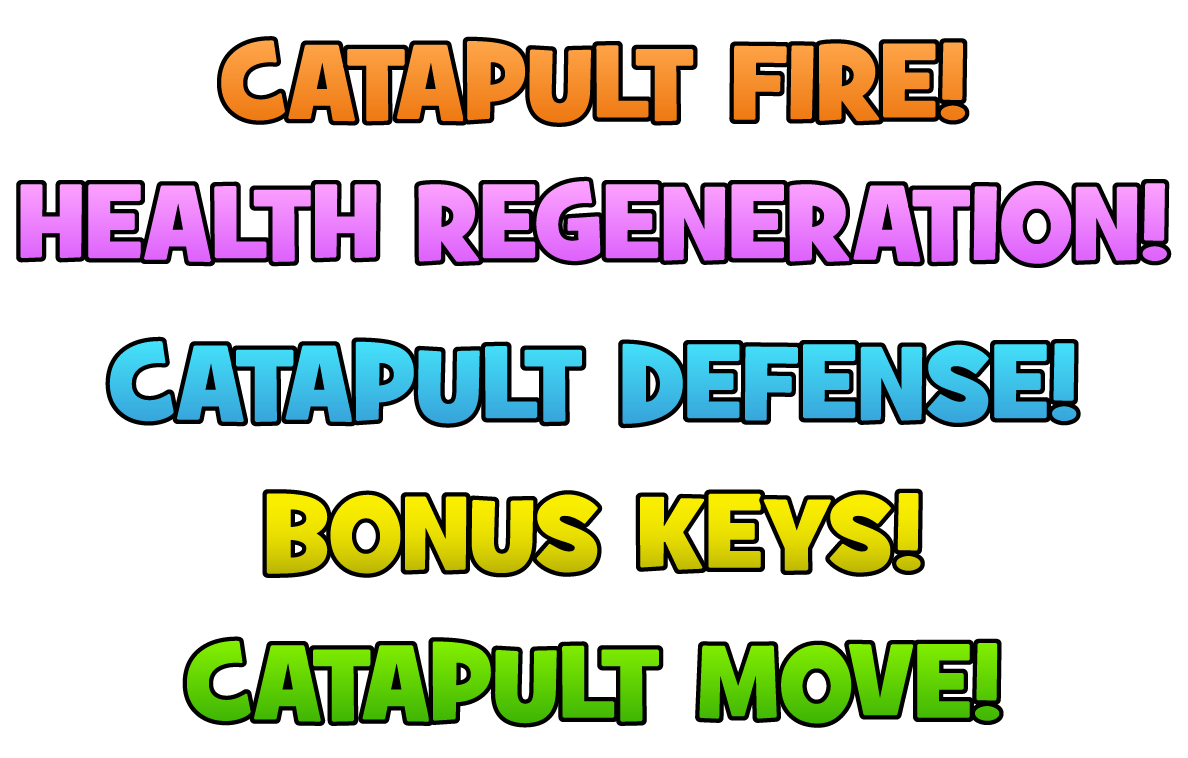 CATAPULT FIRE!
HEALTH REGENERATION!
CATAPULT DEFENSE!
BONUS KEYS!
CATAPULT MOVE!